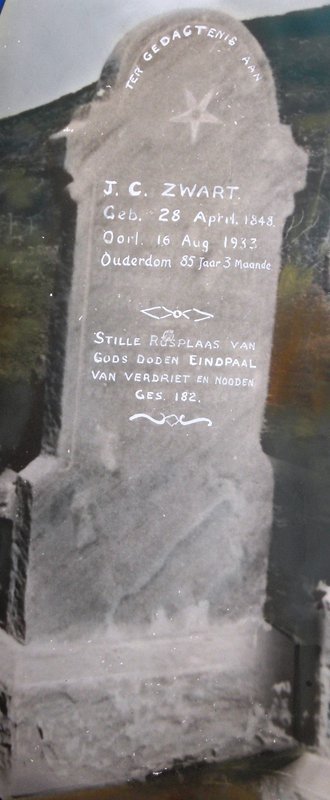 TER GEDACTENIS AAN
J. C. ZWART.
Geb. 28 April. 1848.
Oorl. 16 Aug 1933.
Ouderdom 85 Jaar 3 Maande
STILLE RUSPLAAS VAN
GODS DODEN EINDPAAL
VAN VERDRIET EN NOODEN.
GES. 182.